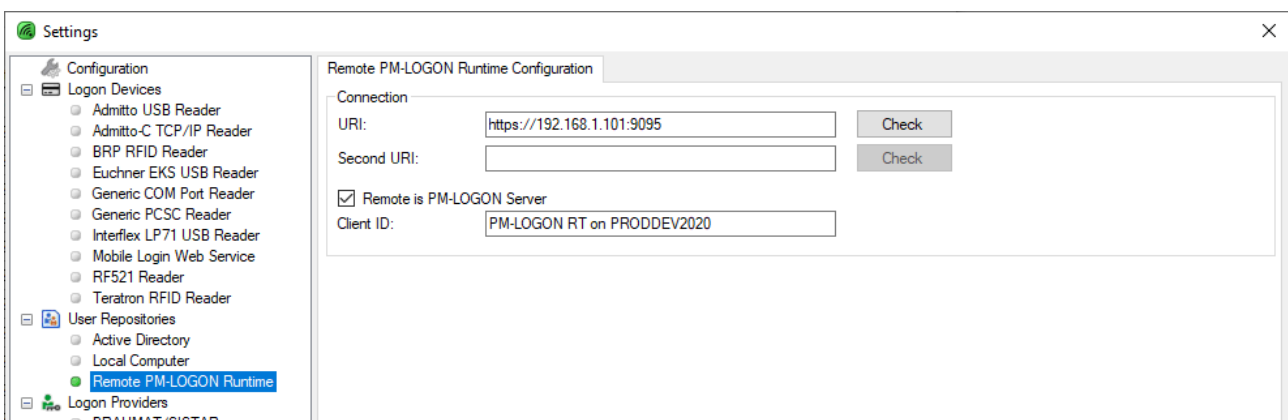 Settings
Configuration
Logon Devices
Admitto USB Reader
Admitto-C TCP/IP Reader
BRP RFID Reader
Euchner EKS USB Reader
Generic COM Port Reader
Generic PCSC Reader
Interflex LP71 USB Reader
Mobile Login Web Service
RF521 Reader
Teratron RFID Reader
User Repositories
Active Directory
Local Computer
Remote PM-LOGON Runtime
Logon Providers
BRAUMAT/SISTAR
Remote PM-LOGON Runtime Configuration
Connection
URI: https://192.168.1.101:9095 Check
Second URI: Check
Remote is PM-LOGON Server
Client ID: PM-LOGON RT on PRODDEV2020